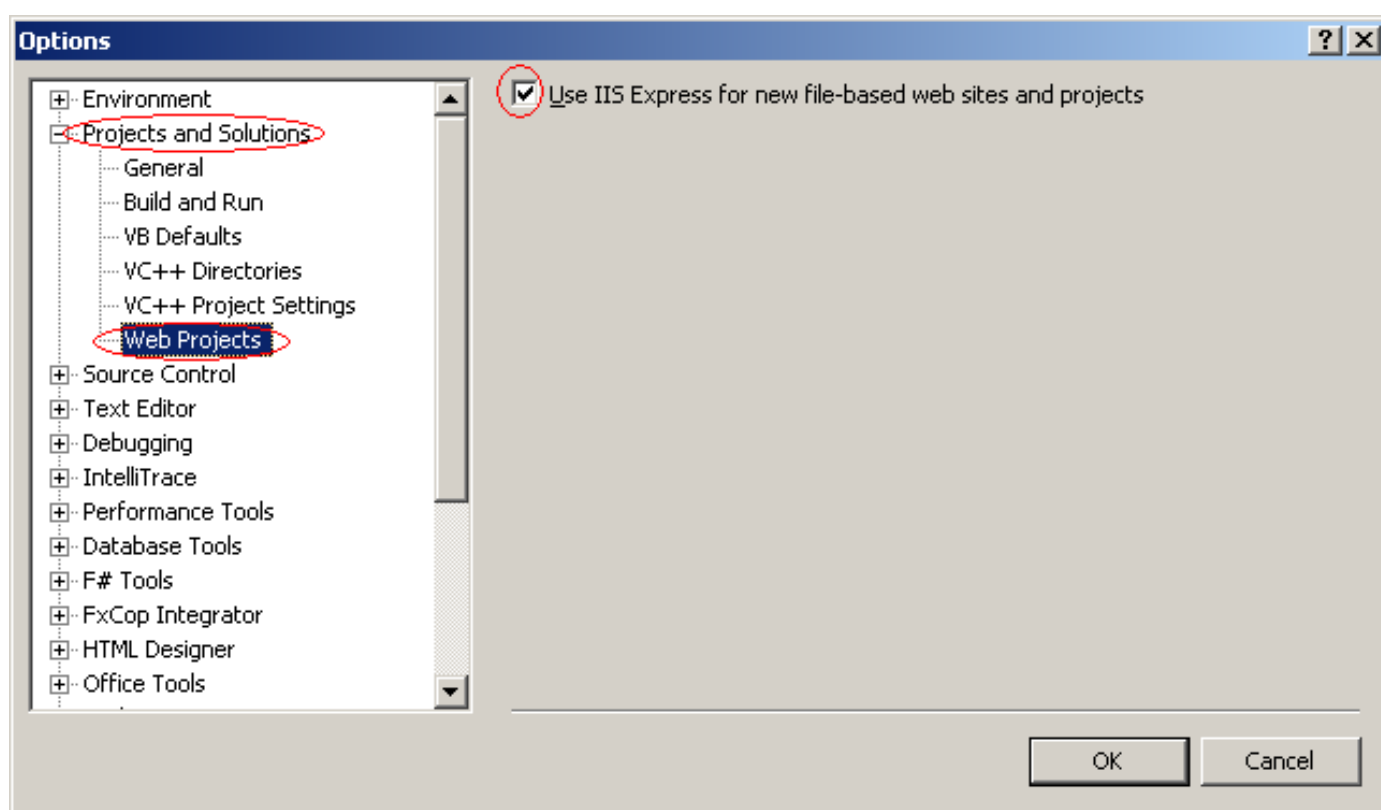 Options
Environment
Projects and Solutions
General
Build and Run
VB Defaults
VC++ Directories
VC++ Project Settings
Web Projects
Source Control
Text Editor
Debugging
IntelliTrace
Performance Tools
Database Tools
F# Tools
FxCop Integrator
HTML Designer
Office Tools
Use IIS Express for new file-based web sites and projects
OK
Cancel